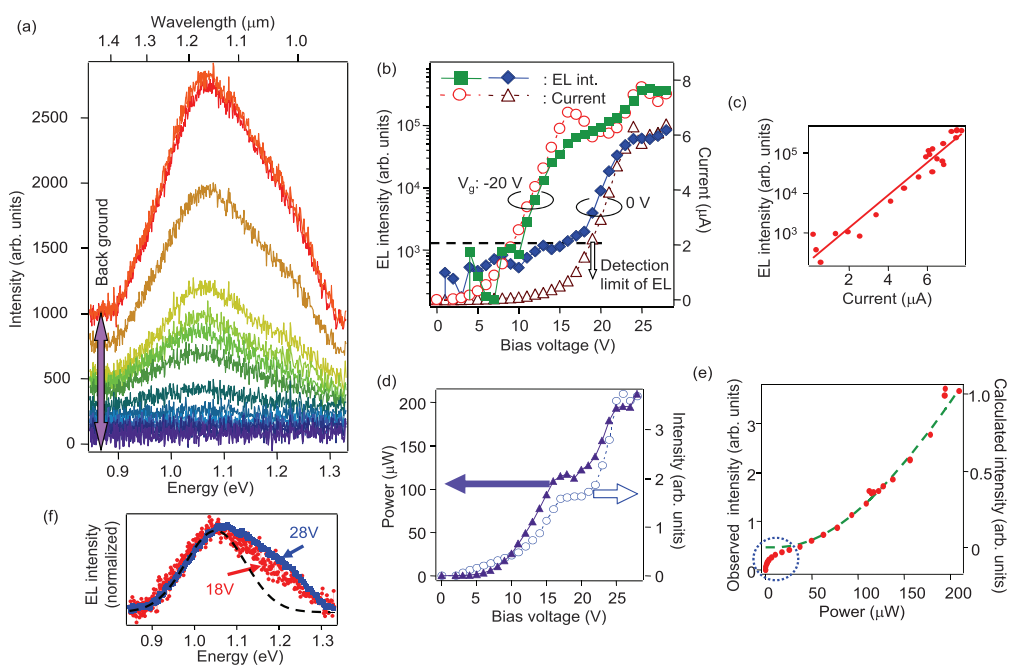 (a)
Wavelength (μm)
1.4 1.3 1.2 1.1 1.0
Intensity (arb. units)
2500
2000
1500
1000
500
0
Back ground
0.9 1.0 1.1 1.2 1.3
Energy (eV)
(b)
EL intensity (arb. units)
10⁵
10⁴
10³
: EL int.
: Current
Vg: -20 V
0 V
Detection
limit of EL
8
6
4
2
0
Current (μA)
0 5 10 15 20 25
Bias voltage (V)
(c)
EL intensity (arb. units)
10⁵
10⁴
10³
2 4 6
Current (μA)
(d)
Power (μW)
200
150
100
50
0
3
2
1
0
Intensity (arb. units)
0 5 10 15 20 25
Bias voltage (V)
(e)
Observed intensity (arb. units)
3
2
1
0
1.0
0.5
0
Calculated intensity (arb. units)
0 50 100 150 200
Power (μW)
(f)
EL intensity
(normalized)
28V
18V
0.9 1.0 1.1 1.2 1.3
Energy (eV)